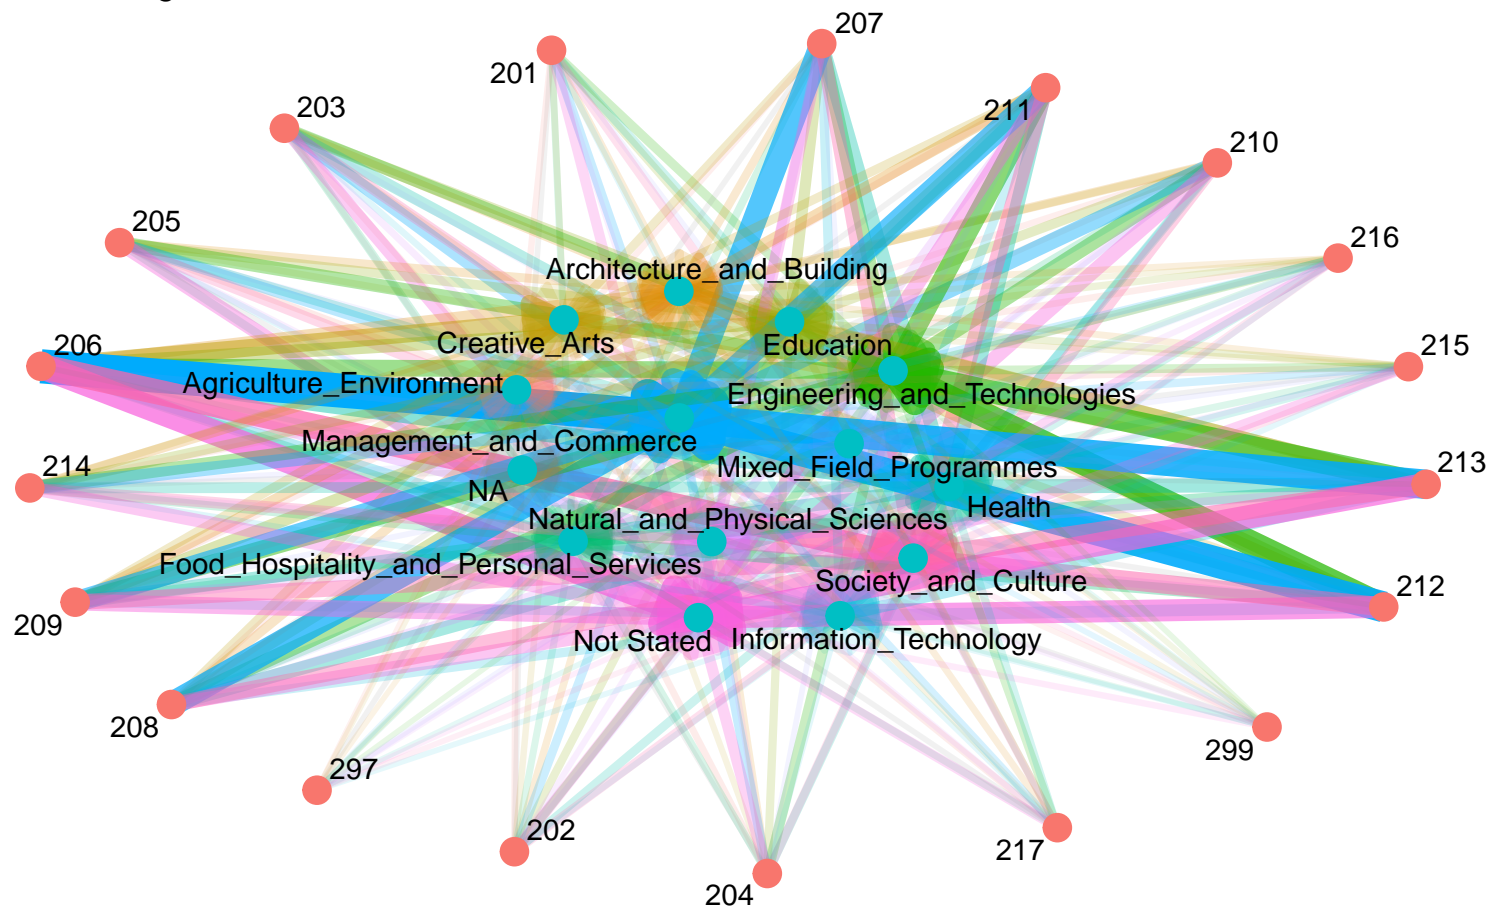 207
201
211
203
210
205
216
Architecture_and_Building
206
Creative_Arts
Education
215
Agriculture_Environment
Engineering_and_Technologies
Management_and_Commerce
214
Mixed_Field_Programmes
213
NA
Health
Natural_and_Physical_Sciences
Food_Hospitality_and_Personal_Services
Society_and_Culture
212
209
Not Stated
Information_Technology
208
299
297
202
217
204